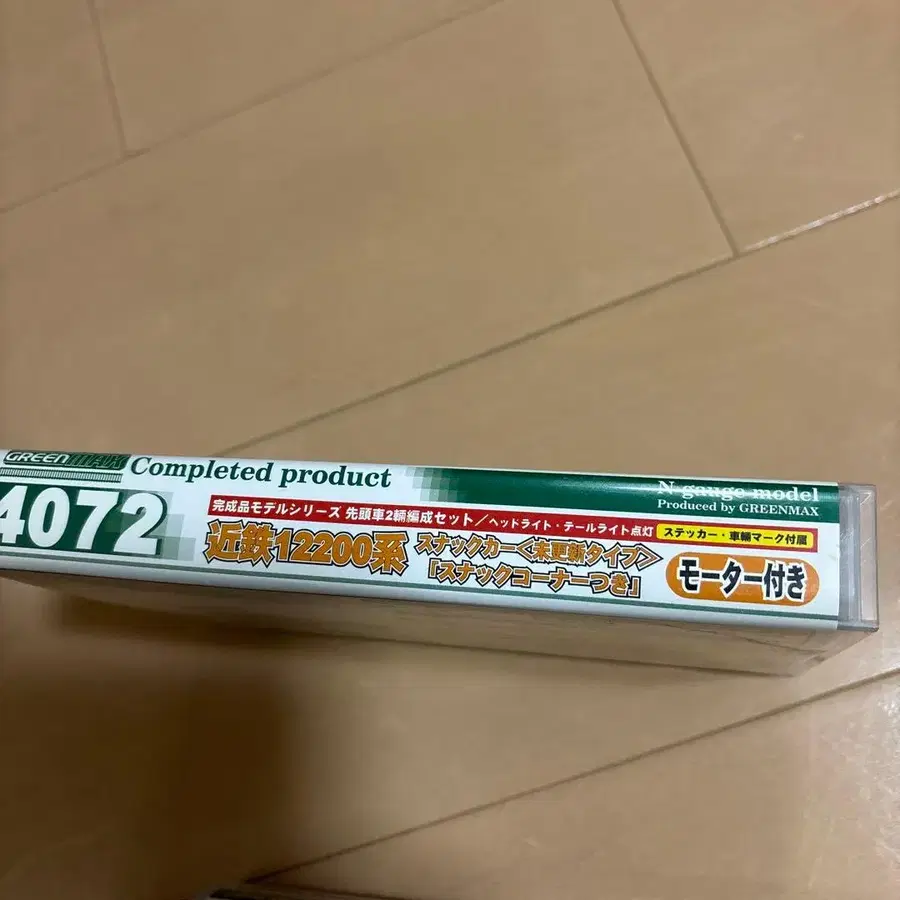 GREENMAX
Completed product
N-gauge model
Produced by GREENMAX
4072
完成品モデルシリーズ 先頭車2輛編成セット/ヘッドライト・テールライト点灯
ステッカー・車輛マーク付属
近鉄12200系
スナックカー<未更新タイプ>
「スナックコーナーつき」
モーター付き